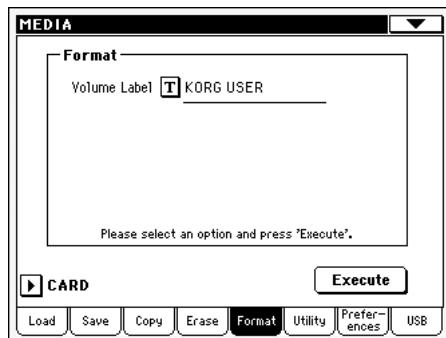 MEDIA
Format
Volume Label T KORG USER
Please select an option and press 'Execute'.
CARD
Execute
Load Save Copy Erase Format Utility Prefer-
ences USB